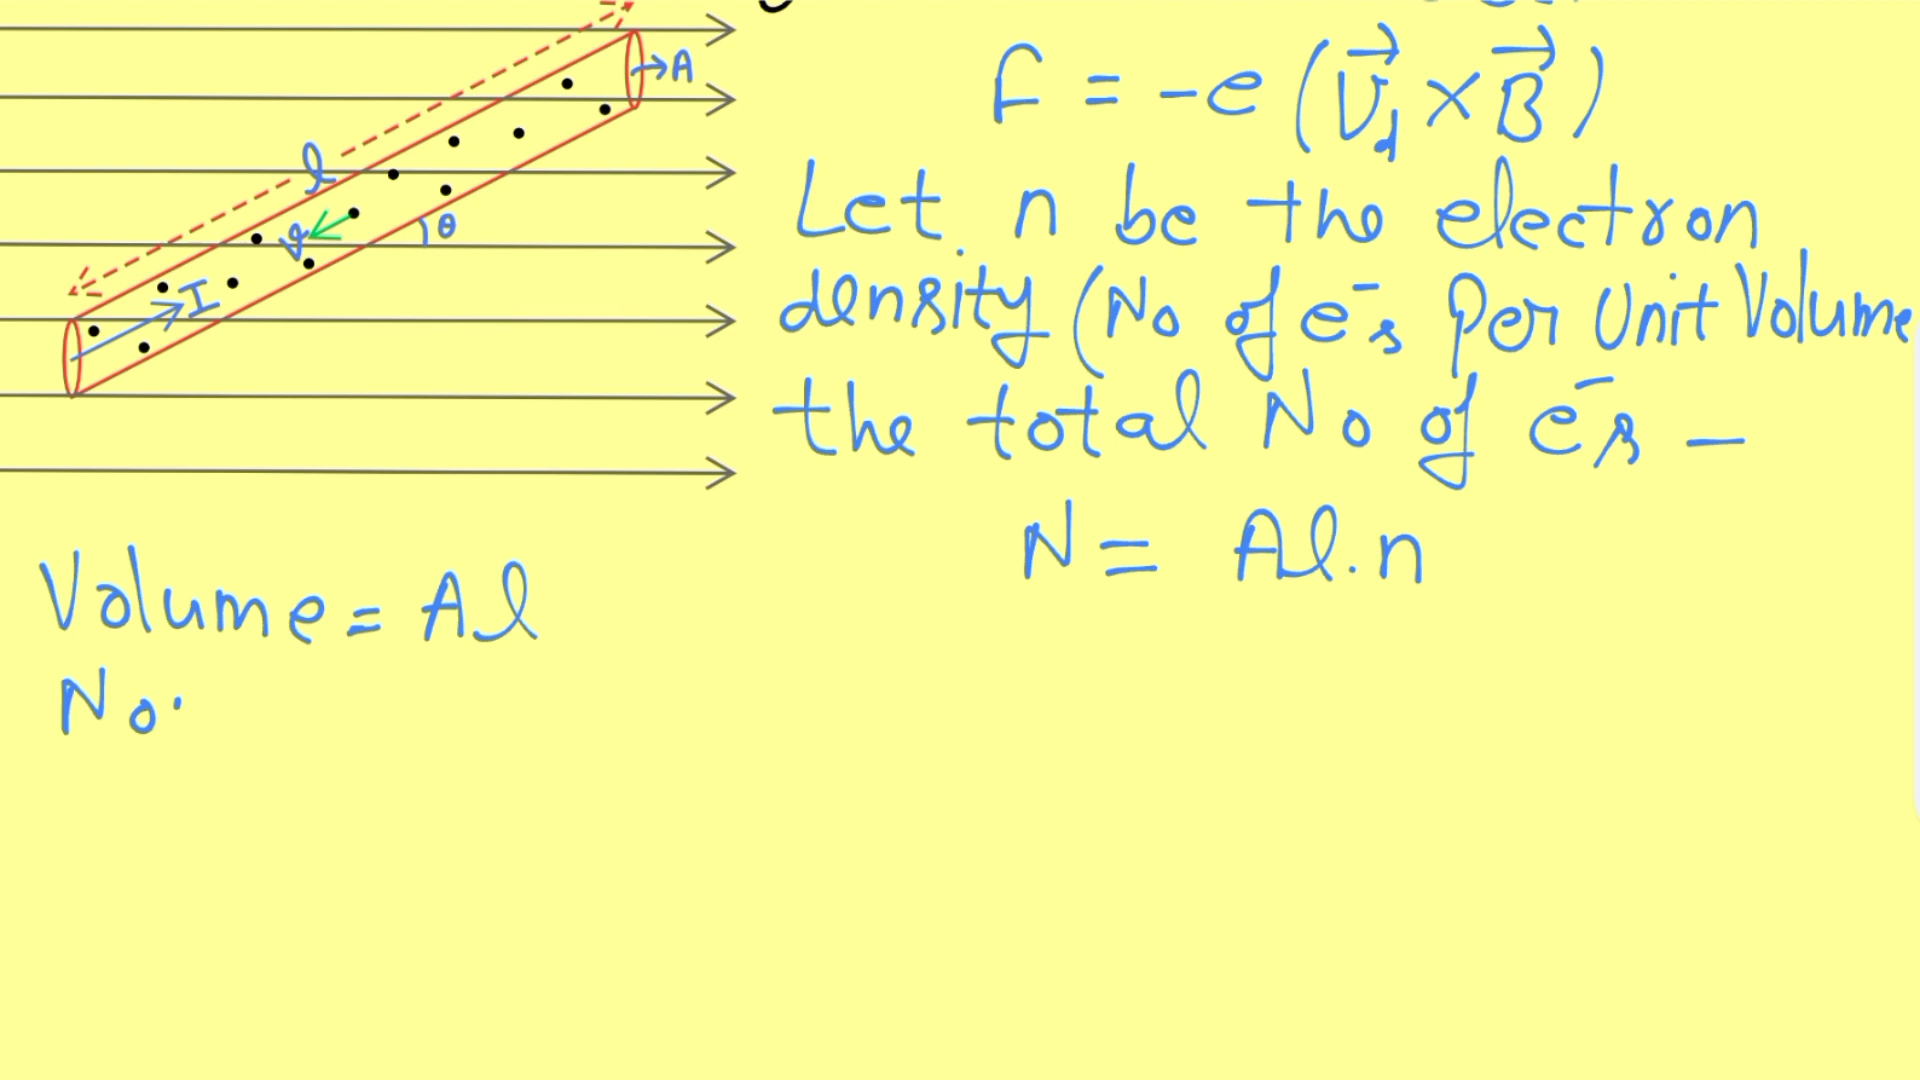 A
l
v
θ
I
Volume = Al
No.
F = -e (V⃗d × B⃗)
Let n be the electron
density (No of e⁻s Per Unit Volume
the total No of e⁻s –
N = Al.n